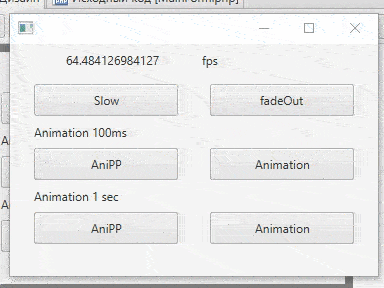 Дизайн php Исходный код [MainForm.php]
64.484126984127 fps
Slow fadeOut
Animation 100ms
AniPP Animation
Animation 1 sec
AniPP Animation